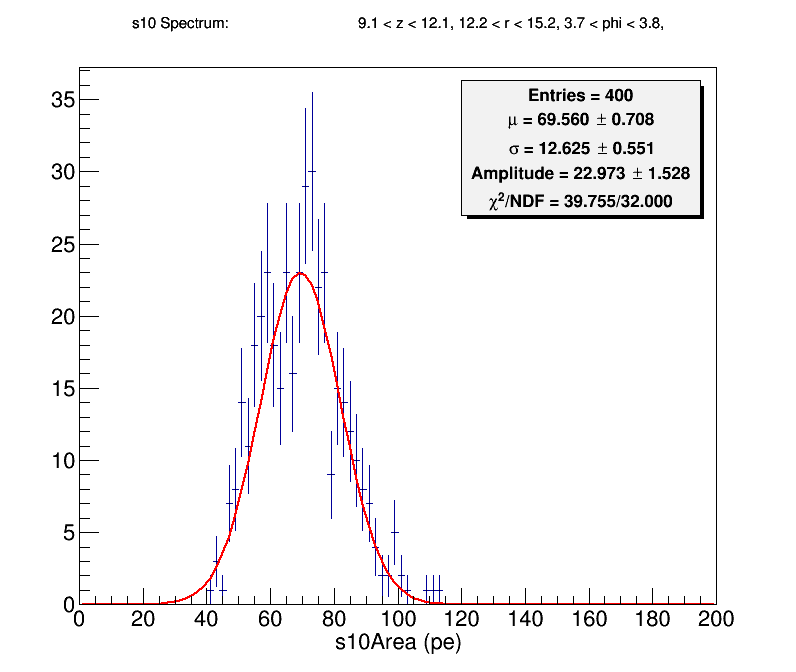 s10 Spectrum: 9.1 < z < 12.1, 12.2 < r < 15.2, 3.7 < phi < 3.8,
Entries = 400
μ = 69.560 ± 0.708
σ = 12.625 ± 0.551
Amplitude = 22.973 ± 1.528
χ²/NDF = 39.755/32.000
35
30
25
20
15
10
5
0
0 20 40 60 80 100 120 140 160 180 200
s10Area (pe)